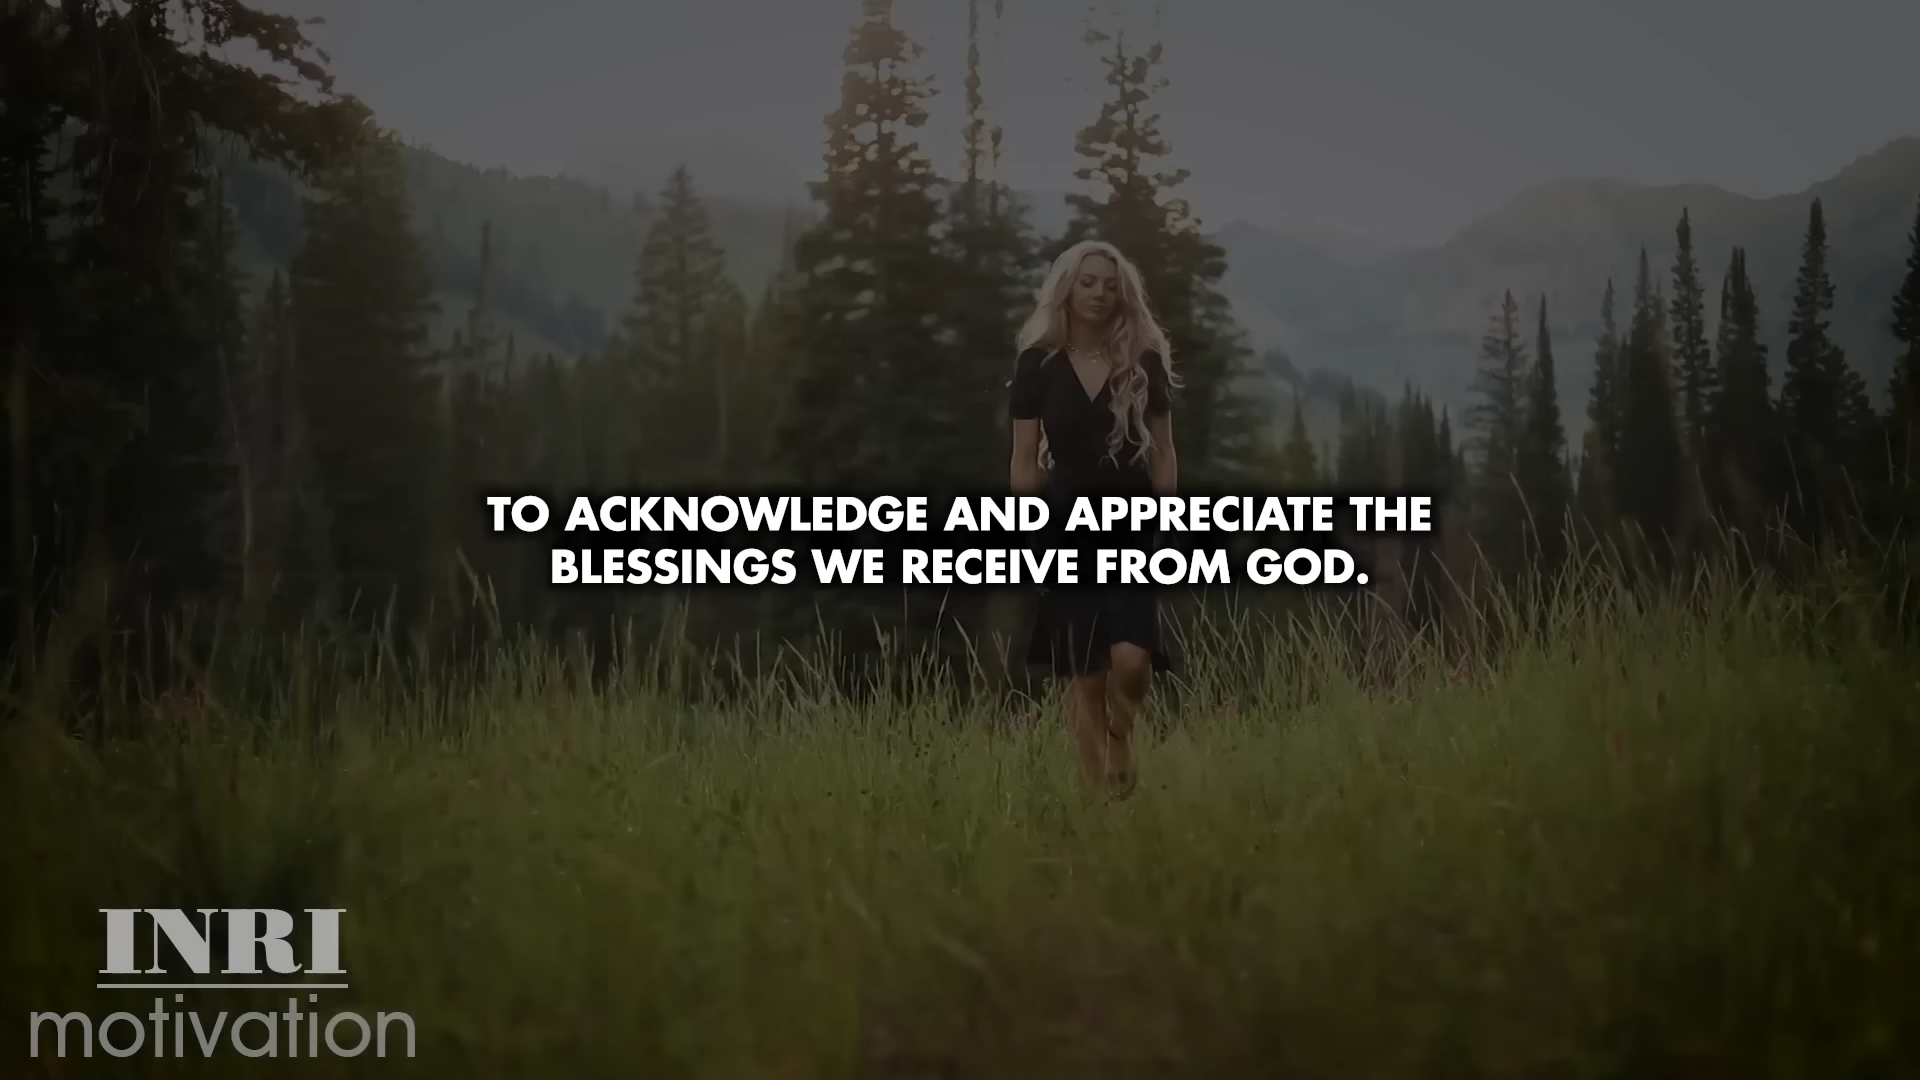 TO ACKNOWLEDGE AND APPRECIATE THE
BLESSINGS WE RECEIVE FROM GOD.
INRI
motivation